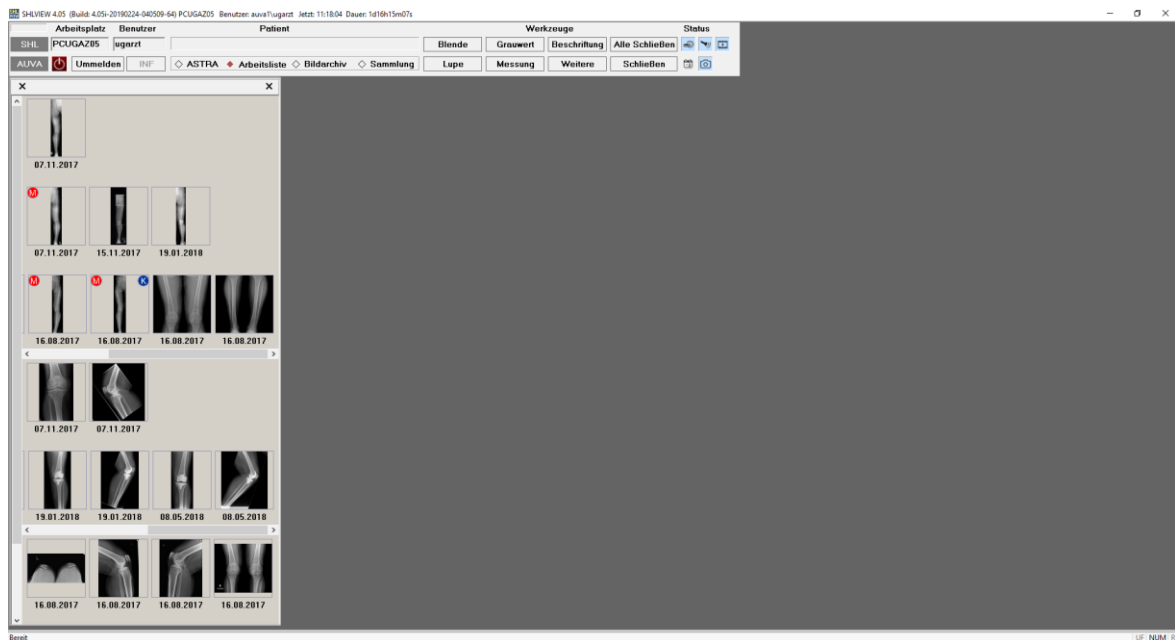 SHLVIEW 4.05 (Build: 4.05i-20190224-040509-64) PCUGAZ05 Benutzer: auva1\ugarzt Jetzt: 11:18:04 Dauer: 1d16h15m07s
Arbeitsplatz Benutzer Patient Werkzeuge Status
SHL PCUGAZ05 ugarzt Blende Grauwert Beschriftung Alle Schließen
AUVA Ummelden INF ASTRA Arbeitsliste Bildarchiv Sammlung Lupe Messung Weitere Schließen
07.11.2017
M
07.11.2017 15.11.2017 19.01.2018
M M K
16.08.2017 16.08.2017 16.08.2017 16.08.2017
07.11.2017 07.11.2017
19.01.2018 19.01.2018 08.05.2018 08.05.2018
16.08.2017 16.08.2017 16.08.2017 16.08.2017
Bereit UF NUM